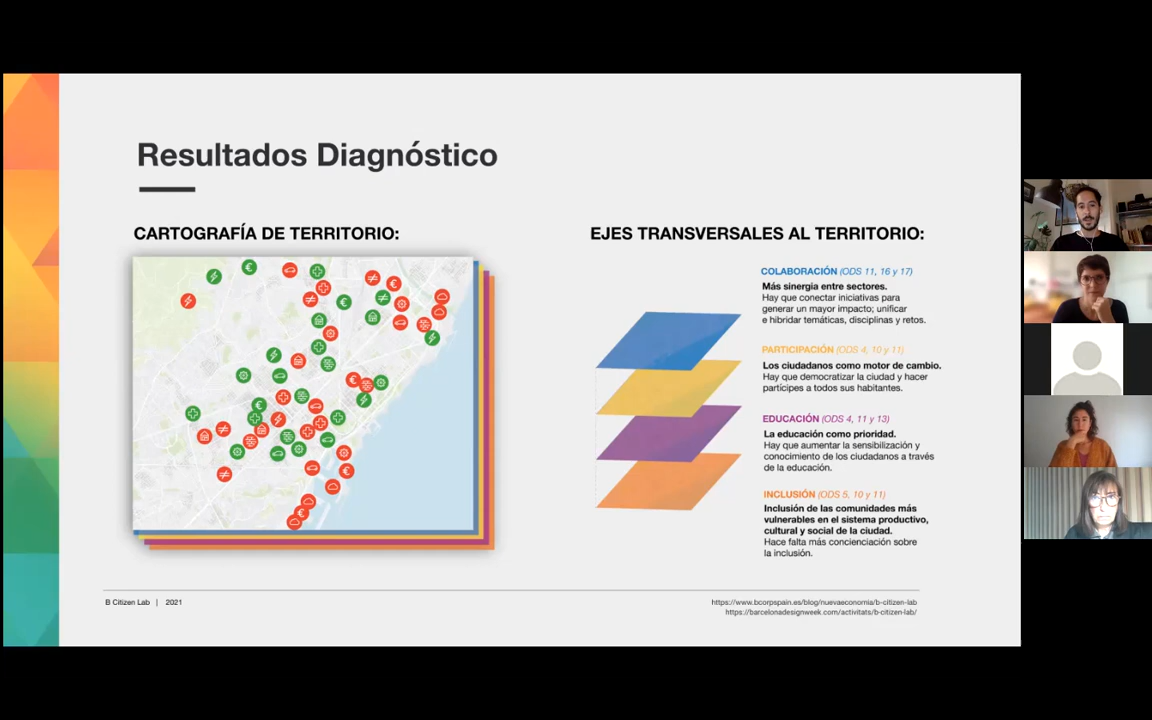 Resultados Diagnóstico
CARTOGRAFÍA DE TERRITORIO:
EJES TRANSVERSALES AL TERRITORIO:
COLABORACIÓN (ODS 11, 16 y 17)
Más sinergia entre sectores.
Hay que conectar iniciativas para
generar un mayor impacto; unificar
e hibridar temáticas, disciplinas y retos.
PARTICIPACIÓN (ODS 4, 10 y 11)
Los ciudadanos como motor de cambio.
Hay que democratizar la ciudad y hacer
partícipes a todos sus habitantes.
EDUCACIÓN (ODS 4, 11 y 13)
La educación como prioridad.
Hay que aumentar la sensibilización y
conocimiento de los ciudadanos a través
de la educación.
INCLUSIÓN (ODS 5, 10 y 11)
Inclusión de las comunidades más
vulnerables en el sistema productivo,
cultural y social de la ciudad.
Hace falta más concienciación sobre
la inclusión.
B Citizen Lab | 2021
https://www.bcorpspain.es/blog/nuevaeconomia/b-citizen-lab
https://barcelonadesignweek.com/activitats/b-citizen-lab/